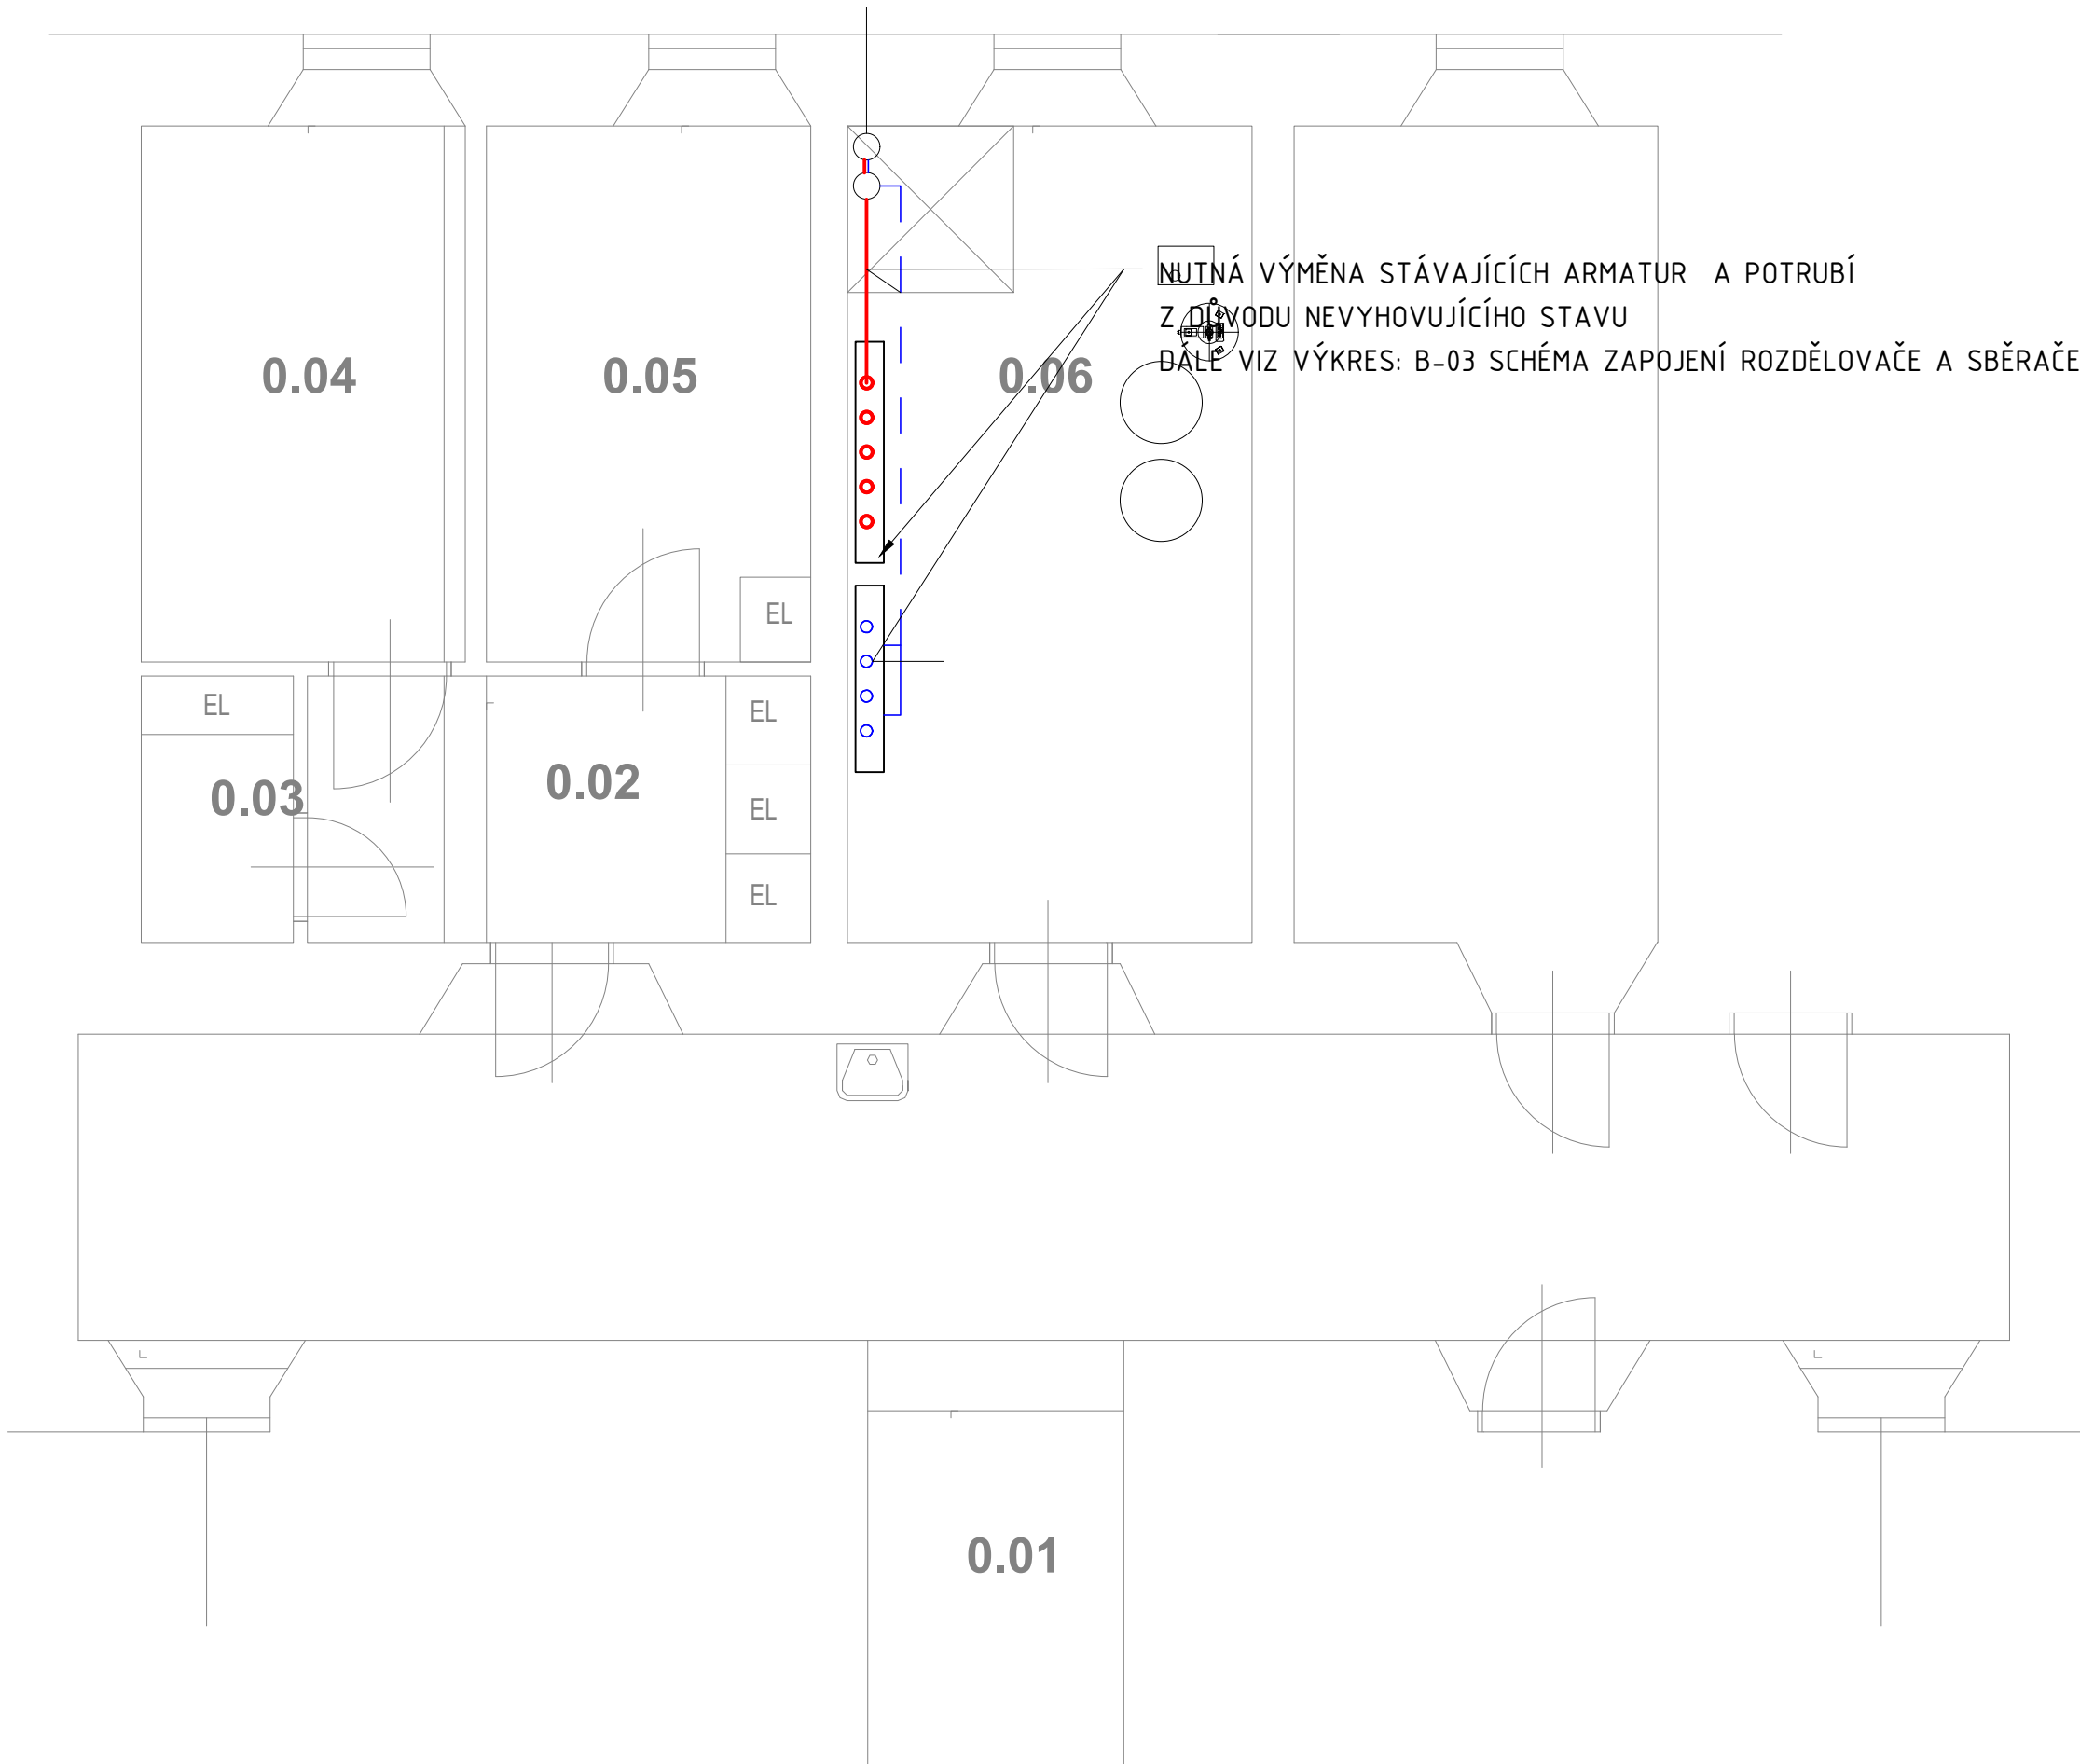 NUTNÁ VÝMĚNA STÁVAJÍCÍCH ARMATUR A POTRUBÍ
Z DŮVODU NEVYHOVUJÍCÍHO STAVU
DÁLE VIZ VÝKRES: B-03 SCHÉMA ZAPOJENÍ ROZDĚLOVAČE A SBĚRAČE
0.04
0.05
0.06
EL
EL
EL
0.03
0.02
EL
EL
0.01